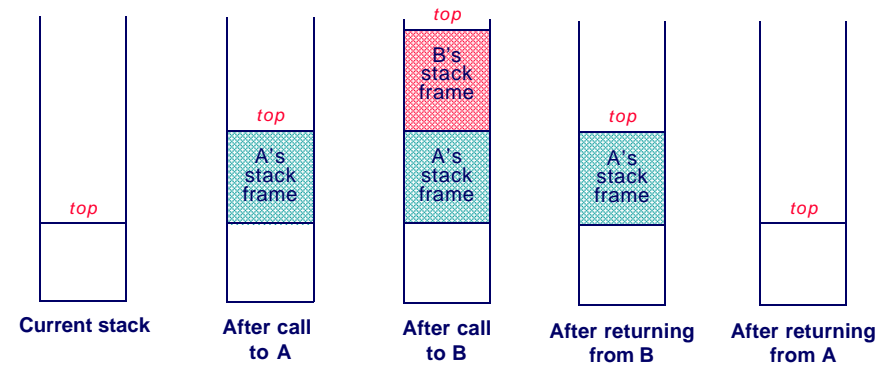 top
Current stack
top
A's
stack
frame
After call
to A
top
B's
stack
frame
A's
stack
frame
After call
to B
top
A's
stack
frame
After returning
from B
top
After returning
from A